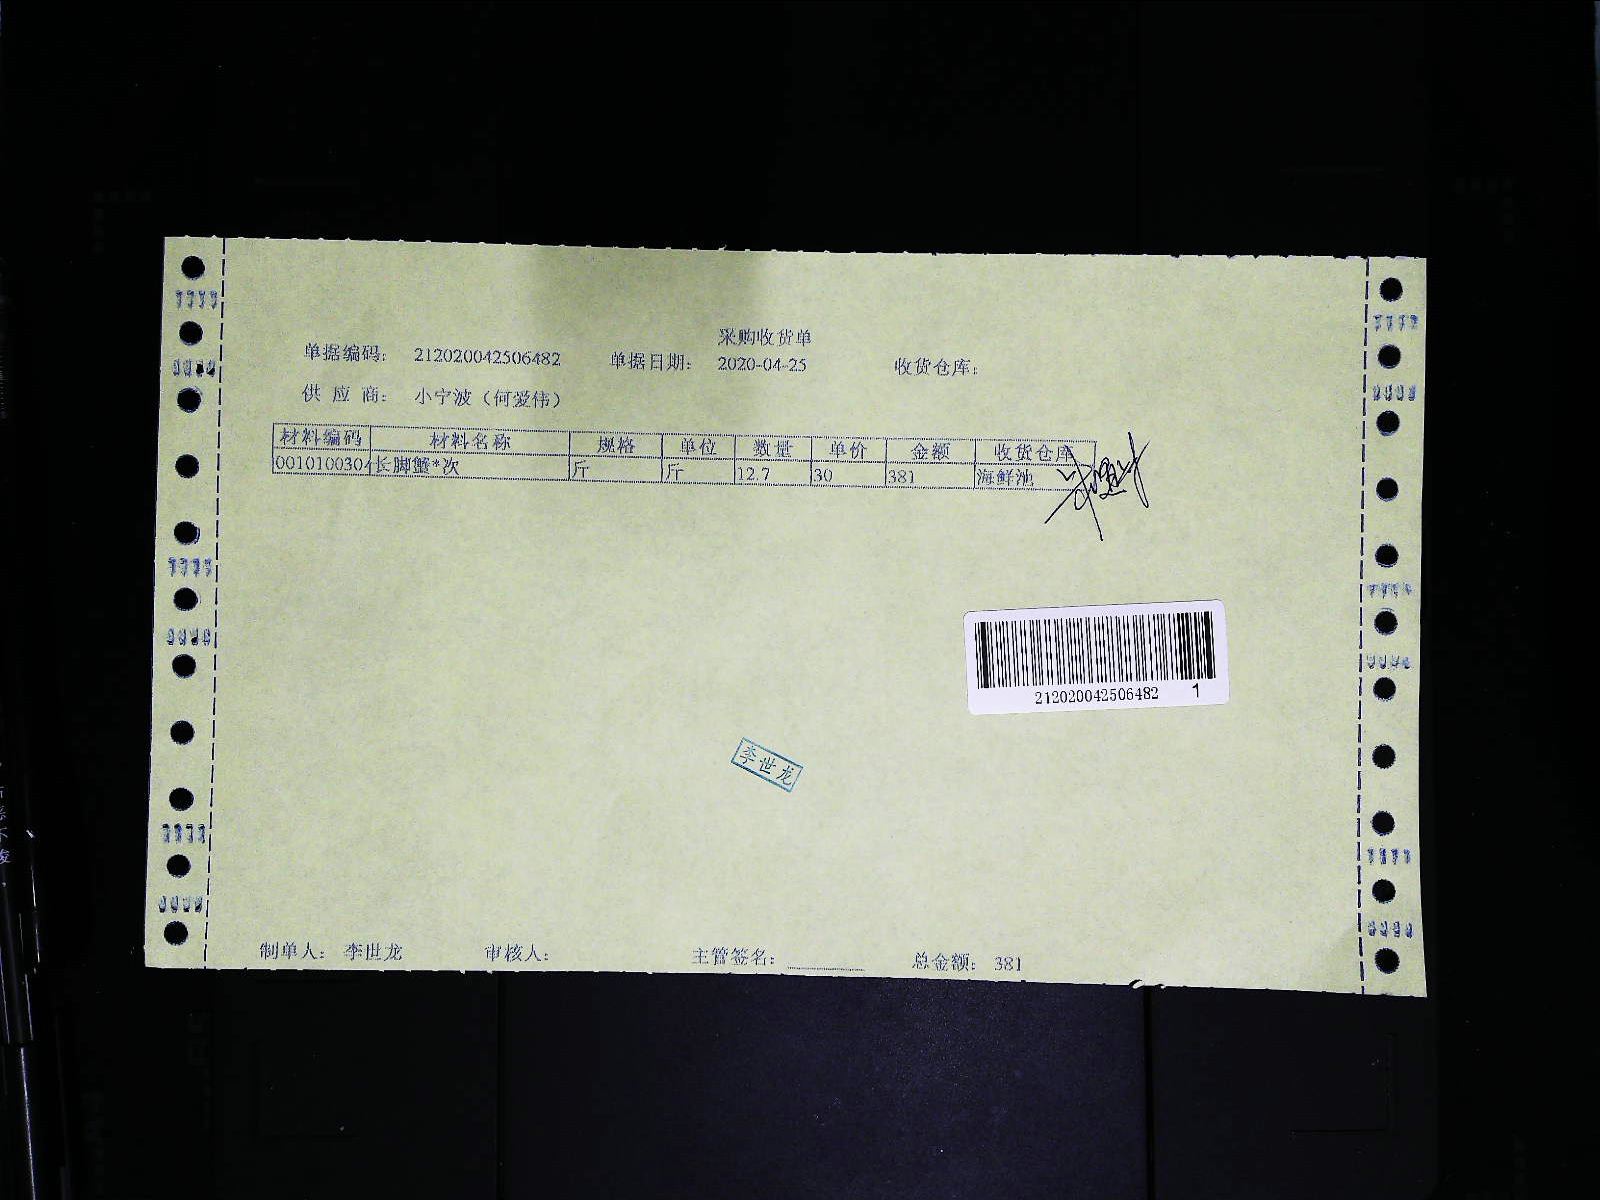 采购收货单
单据编码： 212020042506482 单据日期： 2020-04-25 收货仓库：
供 应 商： 小宁波（何爱伟）
材料编码 材料名称 规格 单位 数量 单价 金额 收货仓库
001010030 长脚蟹*次 斤 斤 12.7 30 381 海鲜池
212020042506482 1
李世龙
制单人： 李世龙 审核人： 主管签名： 总金额： 381